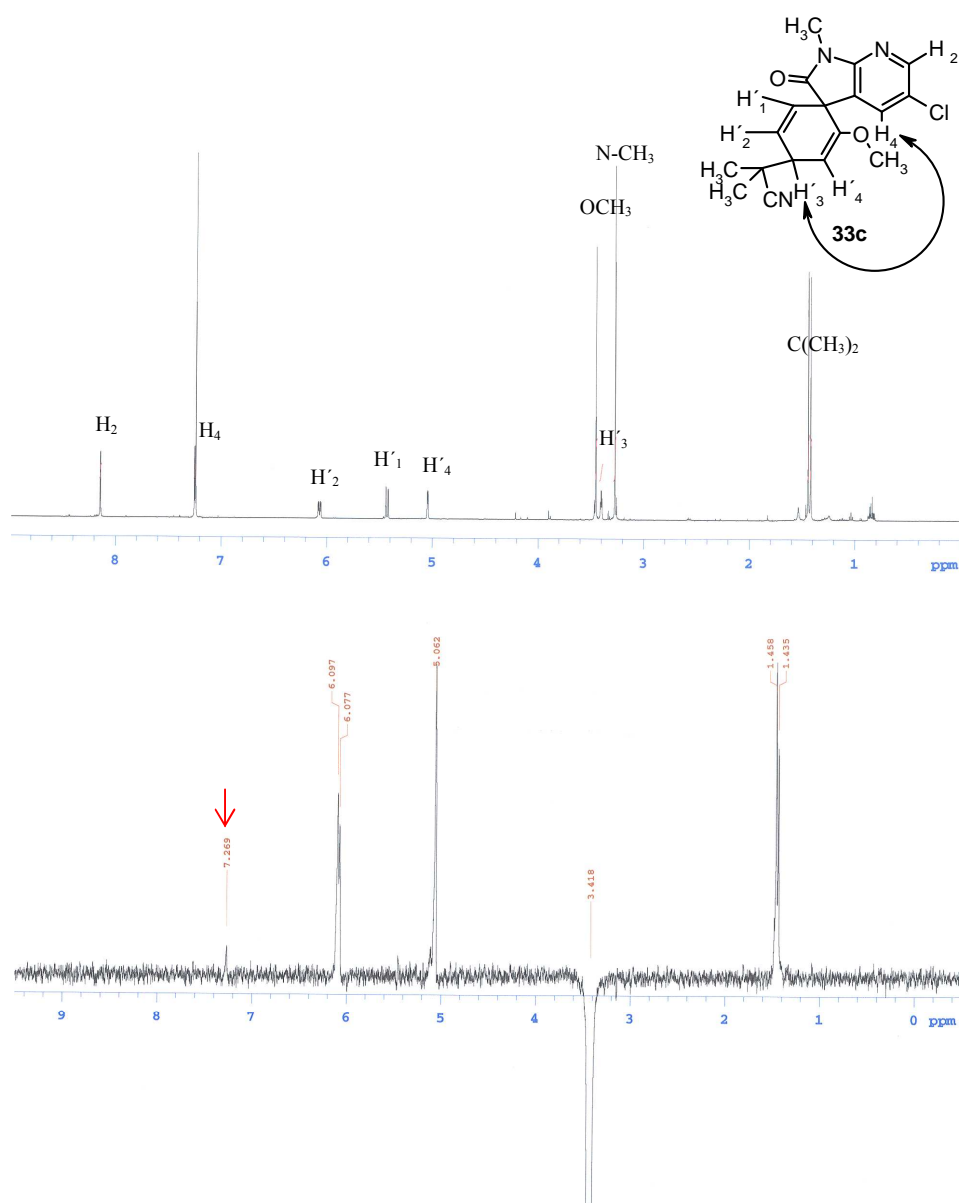 H₃C
N
N
H 2
O
Cl
H´₁
H₄
H´₂
O
CH₃
H₃C
H₃C
CN
H´₃
H´₄
33c
N-CH₃
OCH₃
C(CH₃)₂
H₂
H₄
H´₂
H´₁
H´₄
H´₃
8 7 6 5 4 3 2 1 ppm
7.269
6.097
6.077
5.062
3.418
1.458
1.435
9 8 7 6 5 4 3 2 1 0 ppm